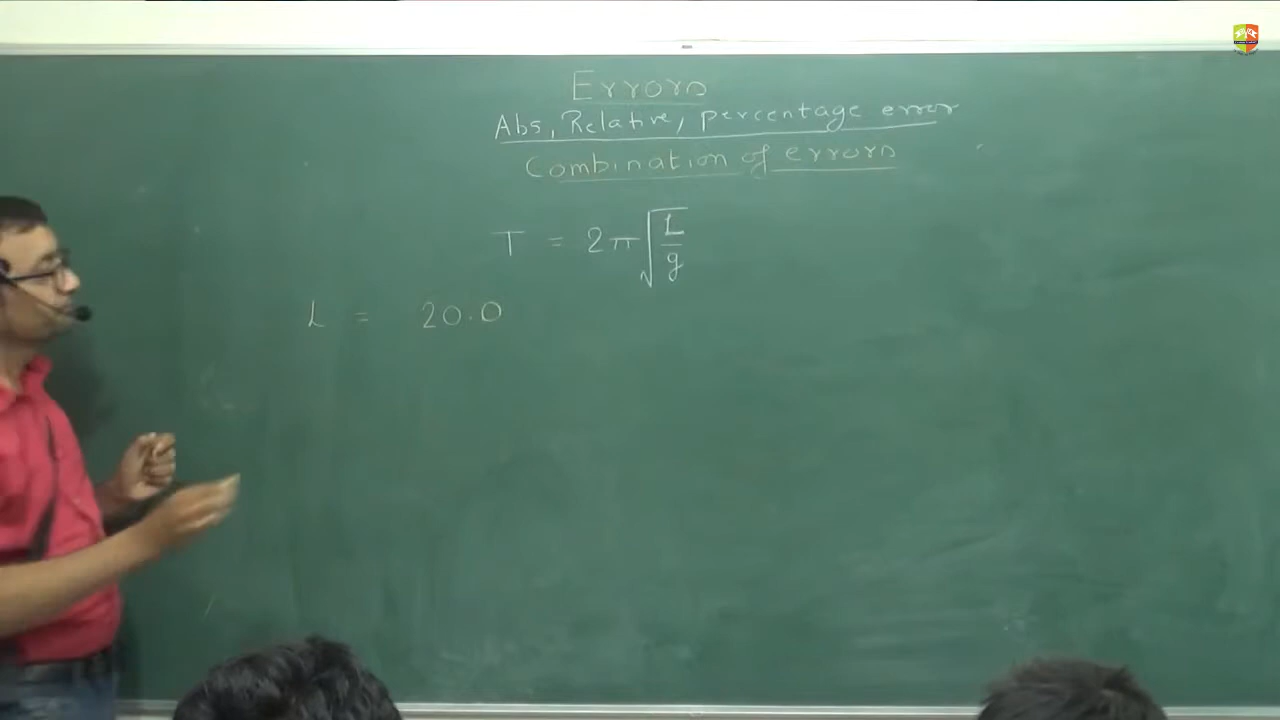 Errors
Abs, Relative, percentage error
Combination of errors
T = 2π√(L/g)
L = 20.0